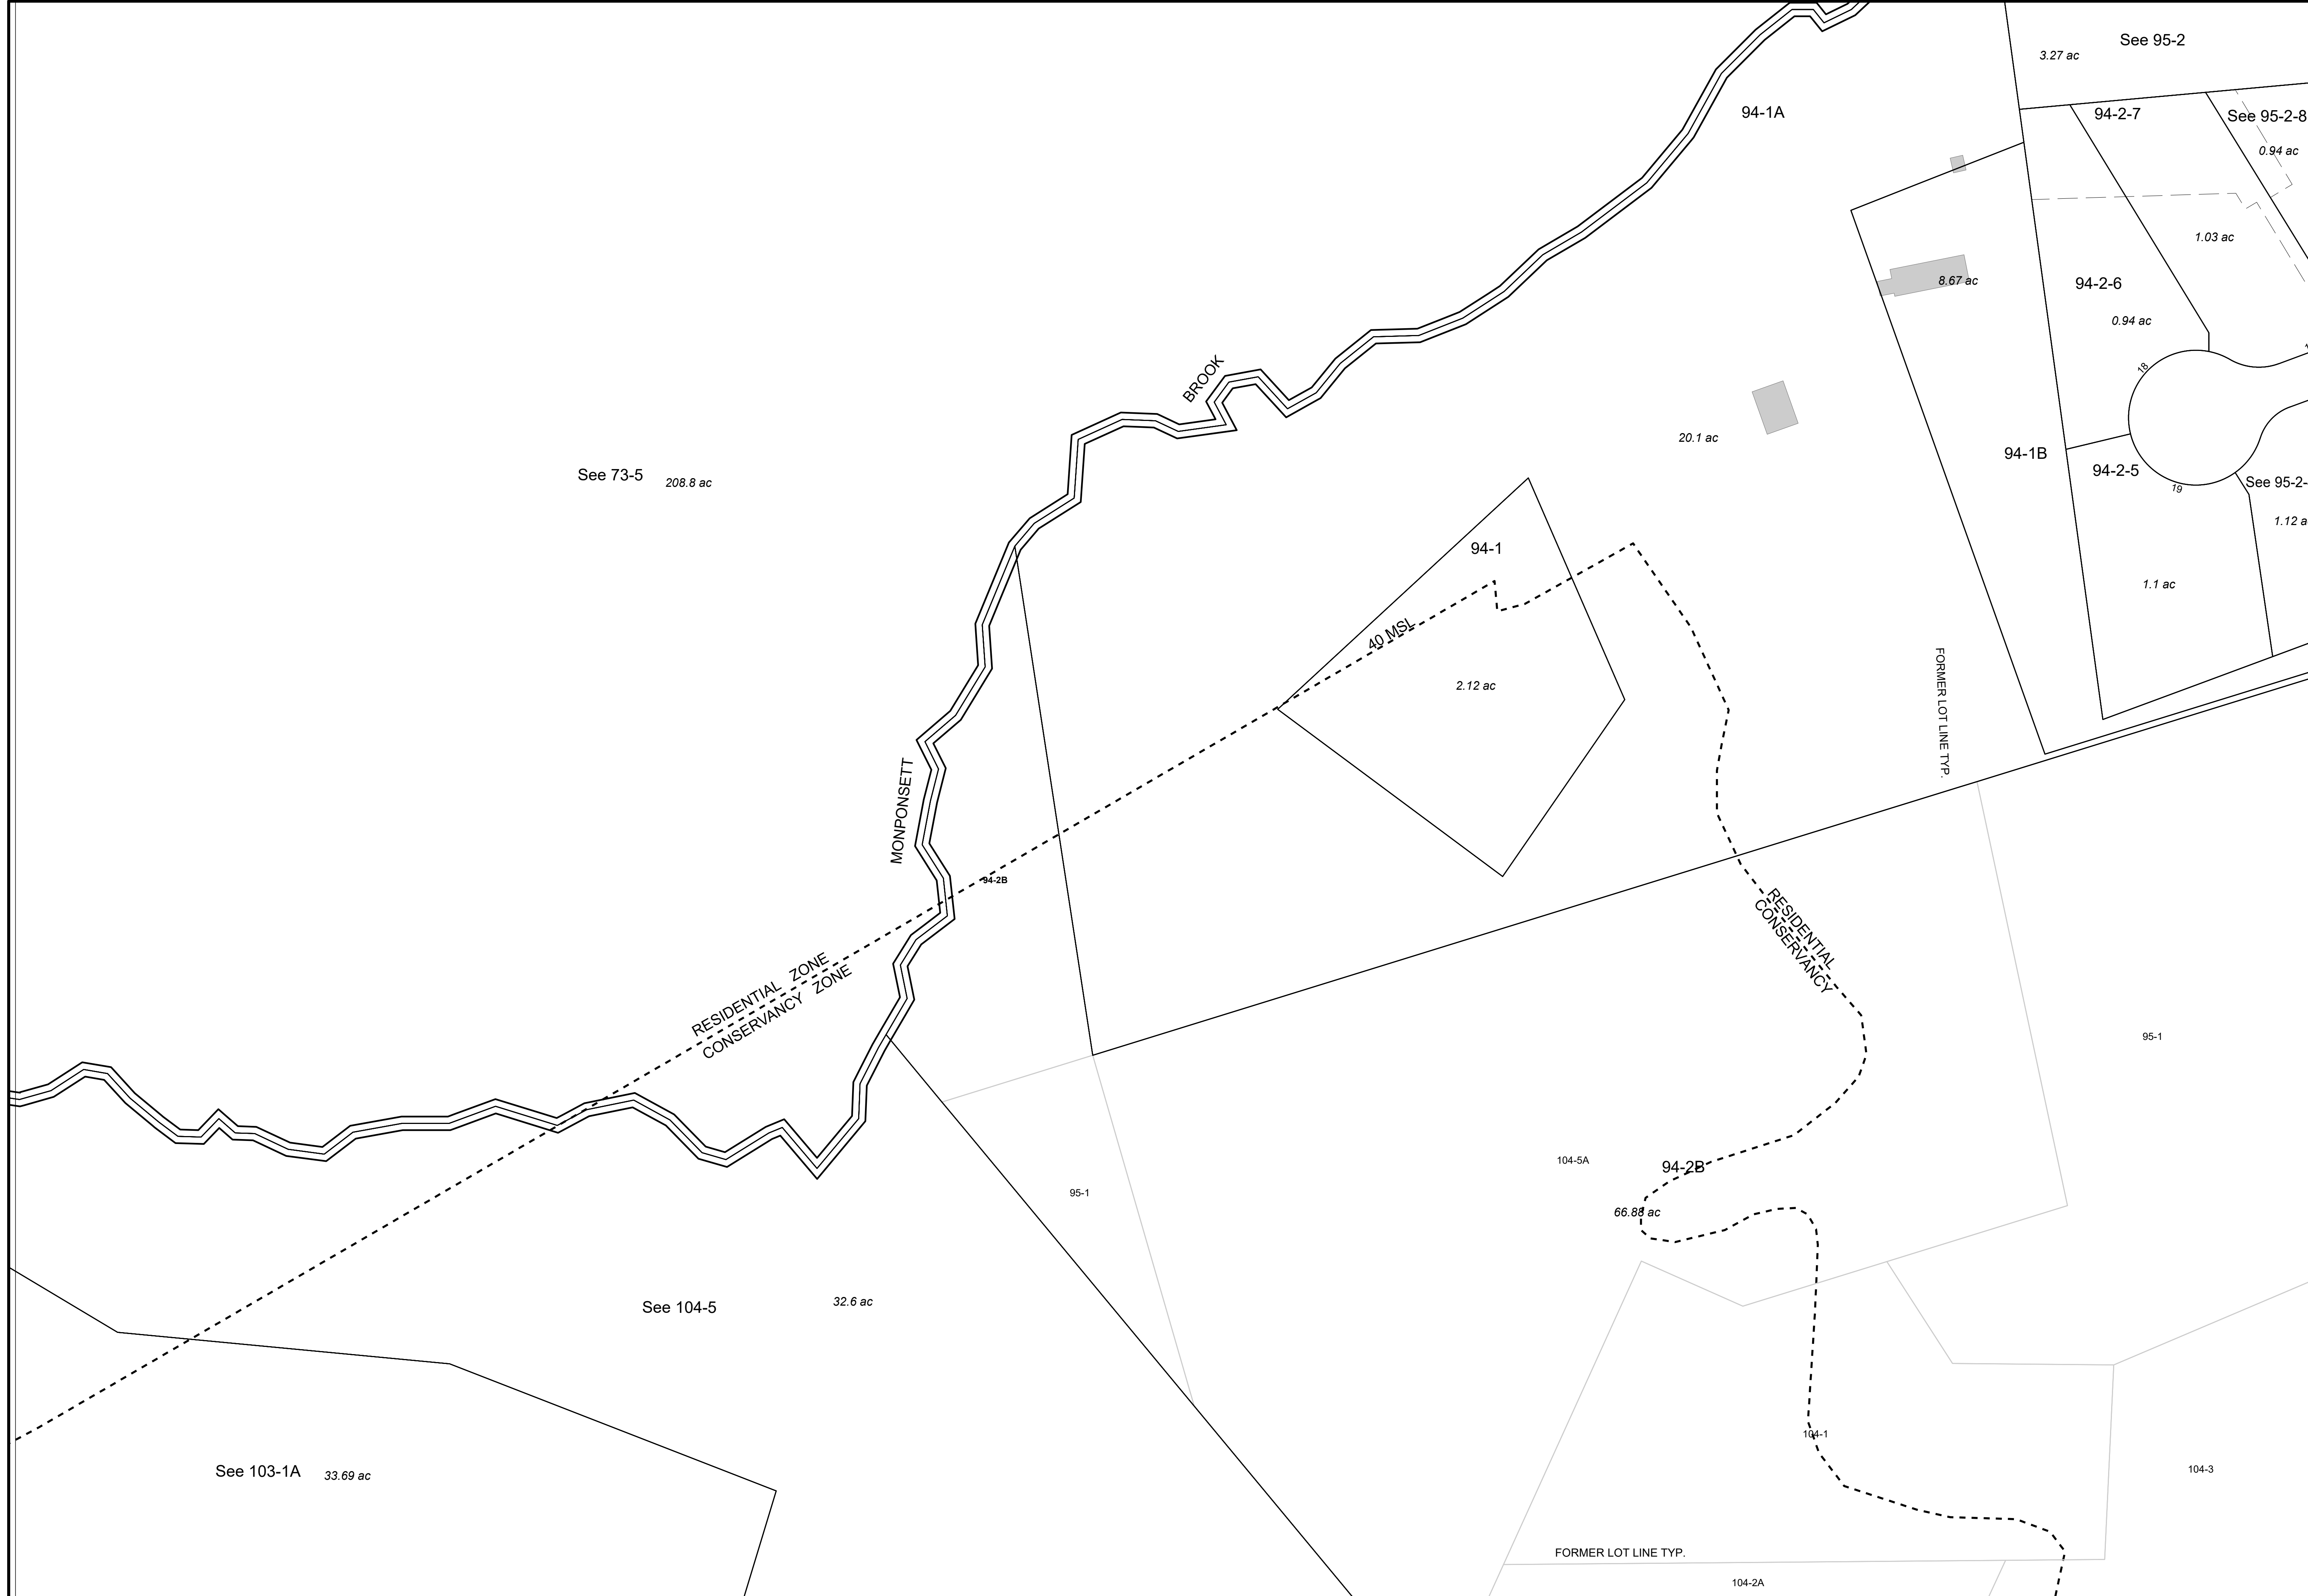 See 95-2
3.27 ac
94-1A
94-2-7
See 95-2-8
0.94 ac
1.03 ac
8.67 ac
94-2-6
0.94 ac
BROOK
18
20.1 ac
94-1B
94-2-5
See 73-5
208.8 ac
19
See 95-2-
1.12 a
94-1
1.1 ac
40 MSL
2.12 ac
FORMER LOT LINE TYP.
MONPONSETT
94-2B
RESIDENTIAL
CONSERVANCY
RESIDENTIAL ZONE
CONSERVANCY ZONE
95-1
104-5A
94-2B
95-1
66.88 ac
See 104-5
32.6 ac
104-1
See 103-1A
33.69 ac
104-3
FORMER LOT LINE TYP.
104-2A